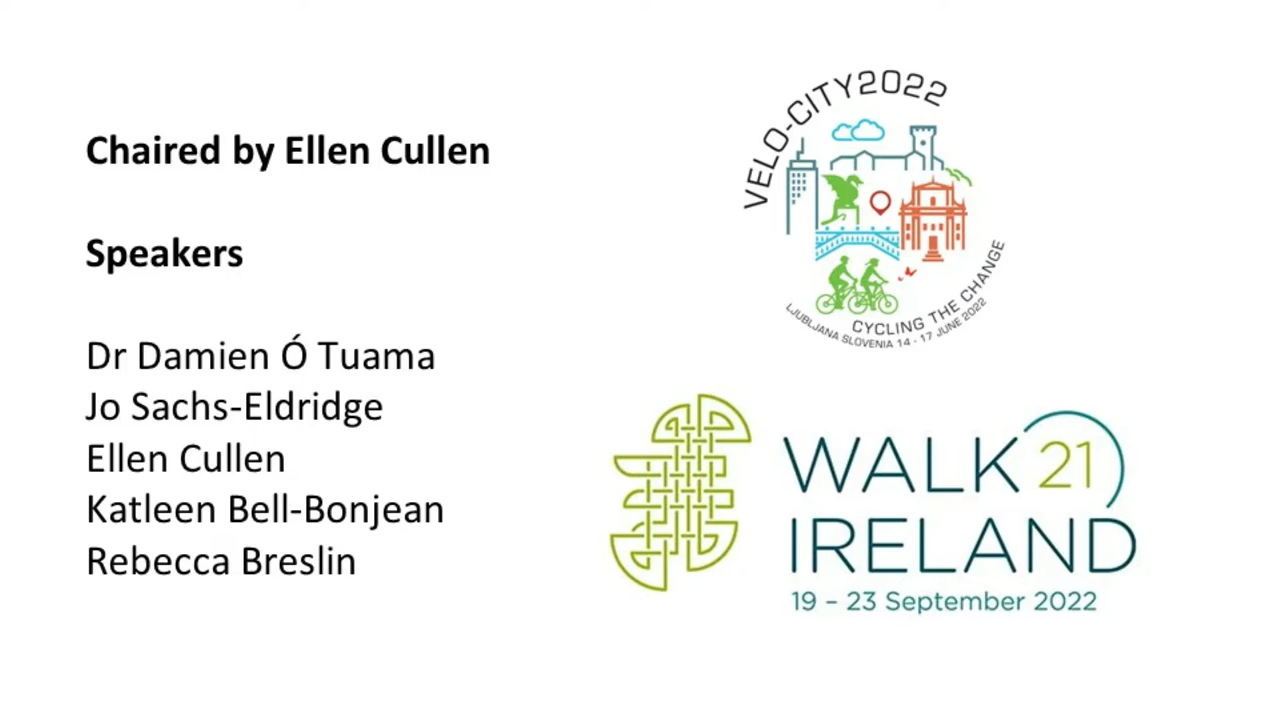 Chaired by Ellen Cullen
Speakers
Dr Damien Ó Tuama
Jo Sachs-Eldridge
Ellen Cullen
Katleen Bell-Bonjean
Rebecca Breslin
VELO-CITY2022
CYCLING THE CHANGE
LJUBLJANA SLOVENIA 14 - 17 JUNE 2022
WALK 21
IRELAND
19 – 23 September 2022